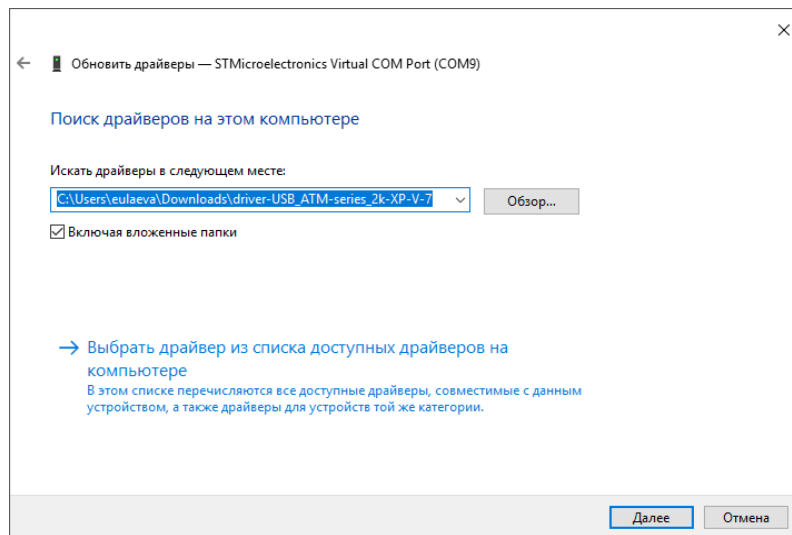 Обновить драйверы — STMicroelectronics Virtual COM Port (COM9)
Поиск драйверов на этом компьютере
Искать драйверы в следующем месте:
C:\Users\eulaeva\Downloads\driver-USB_ATM-series_2k-XP-V-7
Обзор...
Включая вложенные папки
Выбрать драйвер из списка доступных драйверов на
компьютере
В этом списке перечисляются все доступные драйверы, совместимые с данным
устройством, а также драйверы для устройств той же категории.
Далее
Отмена